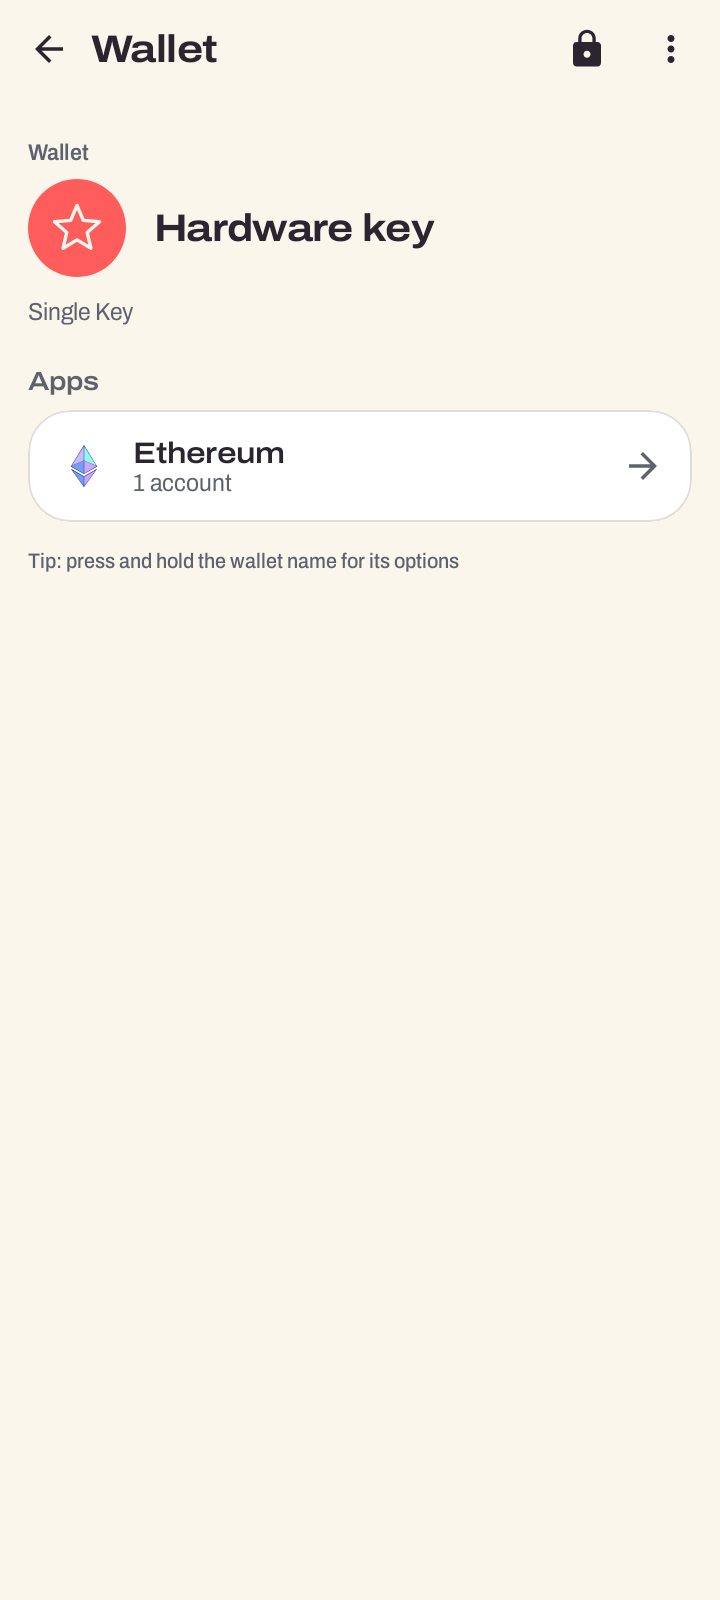 Wallet
Wallet
Hardware key
Single Key
Apps
Ethereum
1 account
Tip: press and hold the wallet name for its options